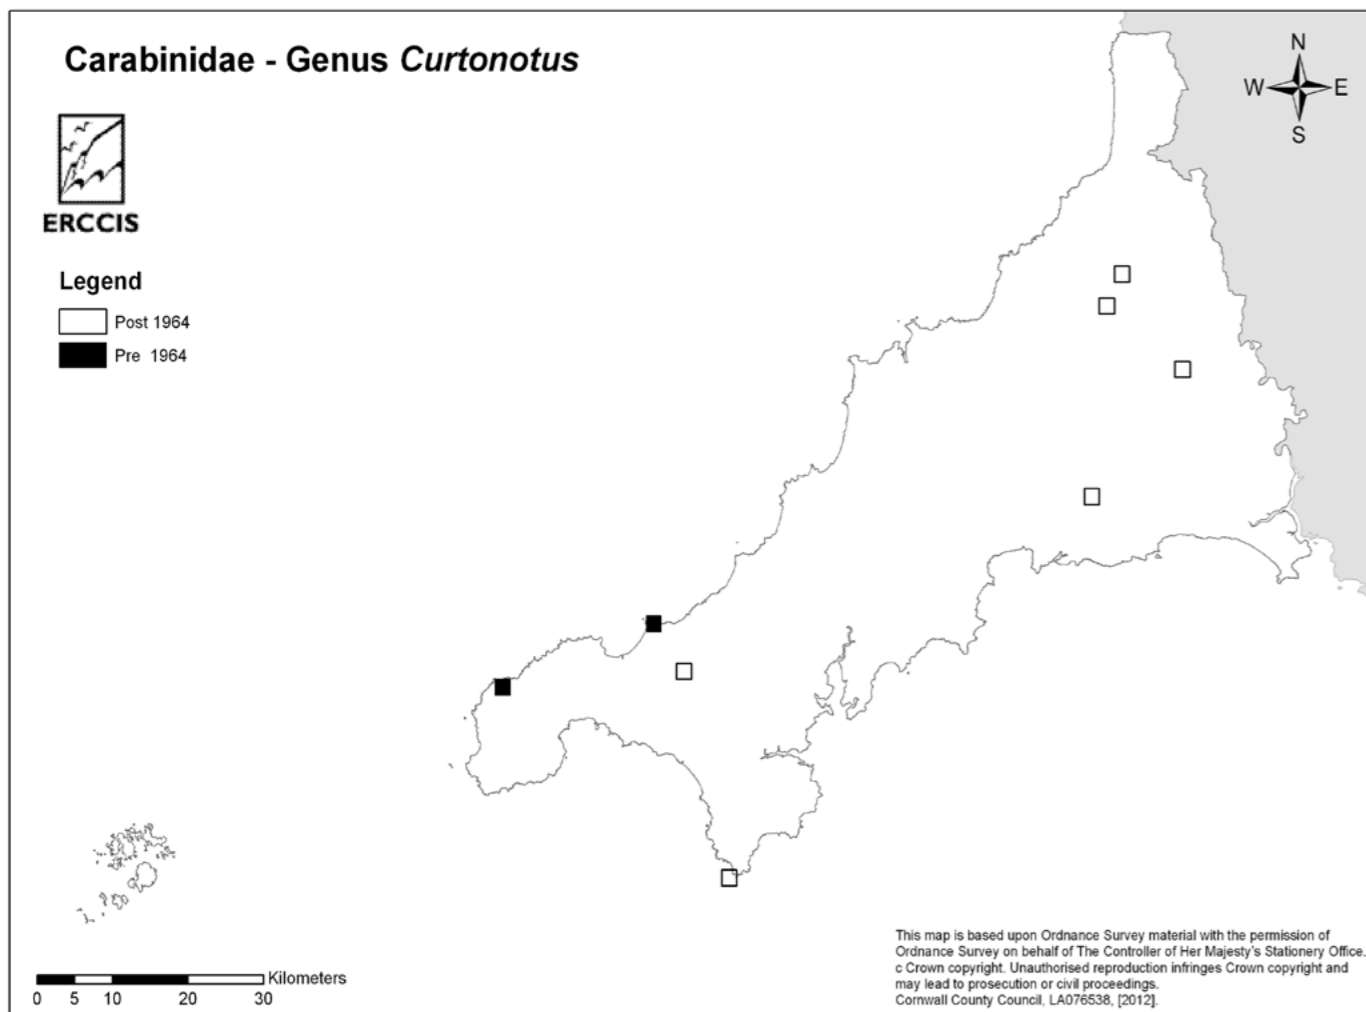 Carabinidae - Genus Curtonotus
N
W E
S
ERCCIS
Legend
Post 1964
Pre 1964
Kilometers
0 5 10 20 30
This map is based upon Ordnance Survey material with the permission of
Ordnance Survey on behalf of The Controller of Her Majesty's Stationery Office.
c Crown copyright. Unauthorised reproduction infringes Crown copyright and
may lead to prosecution or civil proceedings.
Cornwall County Council, LA076538, [2012].